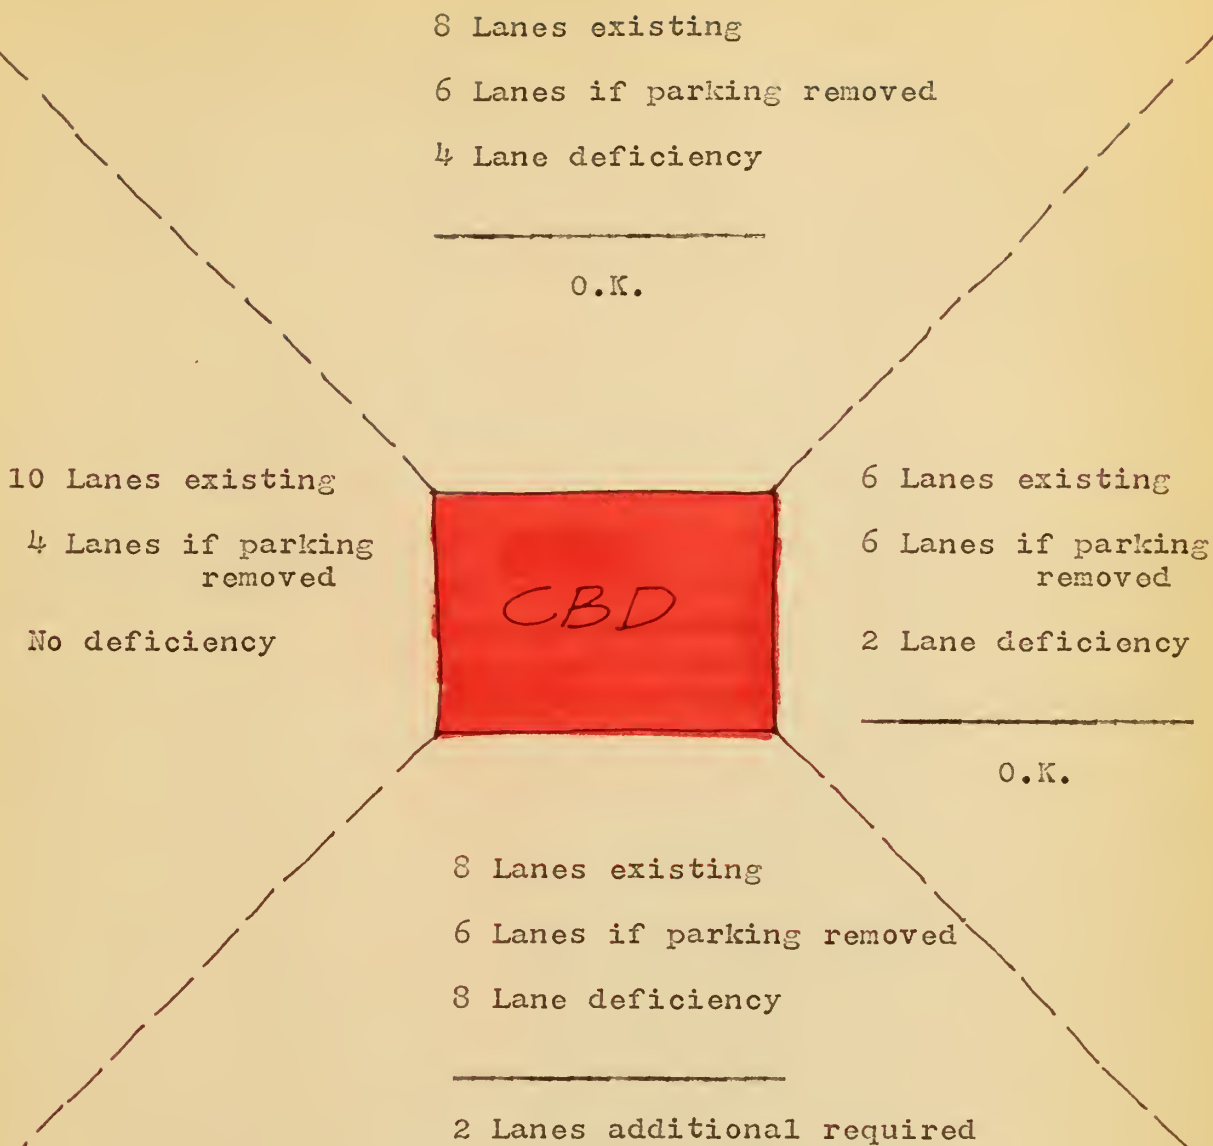 8 Lanes existing
6 Lanes if parking removed
4 Lane deficiency
O.K.
10 Lanes existing
4 Lanes if parking
removed
No deficiency
CBD
6 Lanes existing
6 Lanes if parking
removed
2 Lane deficiency
O.K.
8 Lanes existing
6 Lanes if parking removed
8 Lane deficiency
2 Lanes additional required